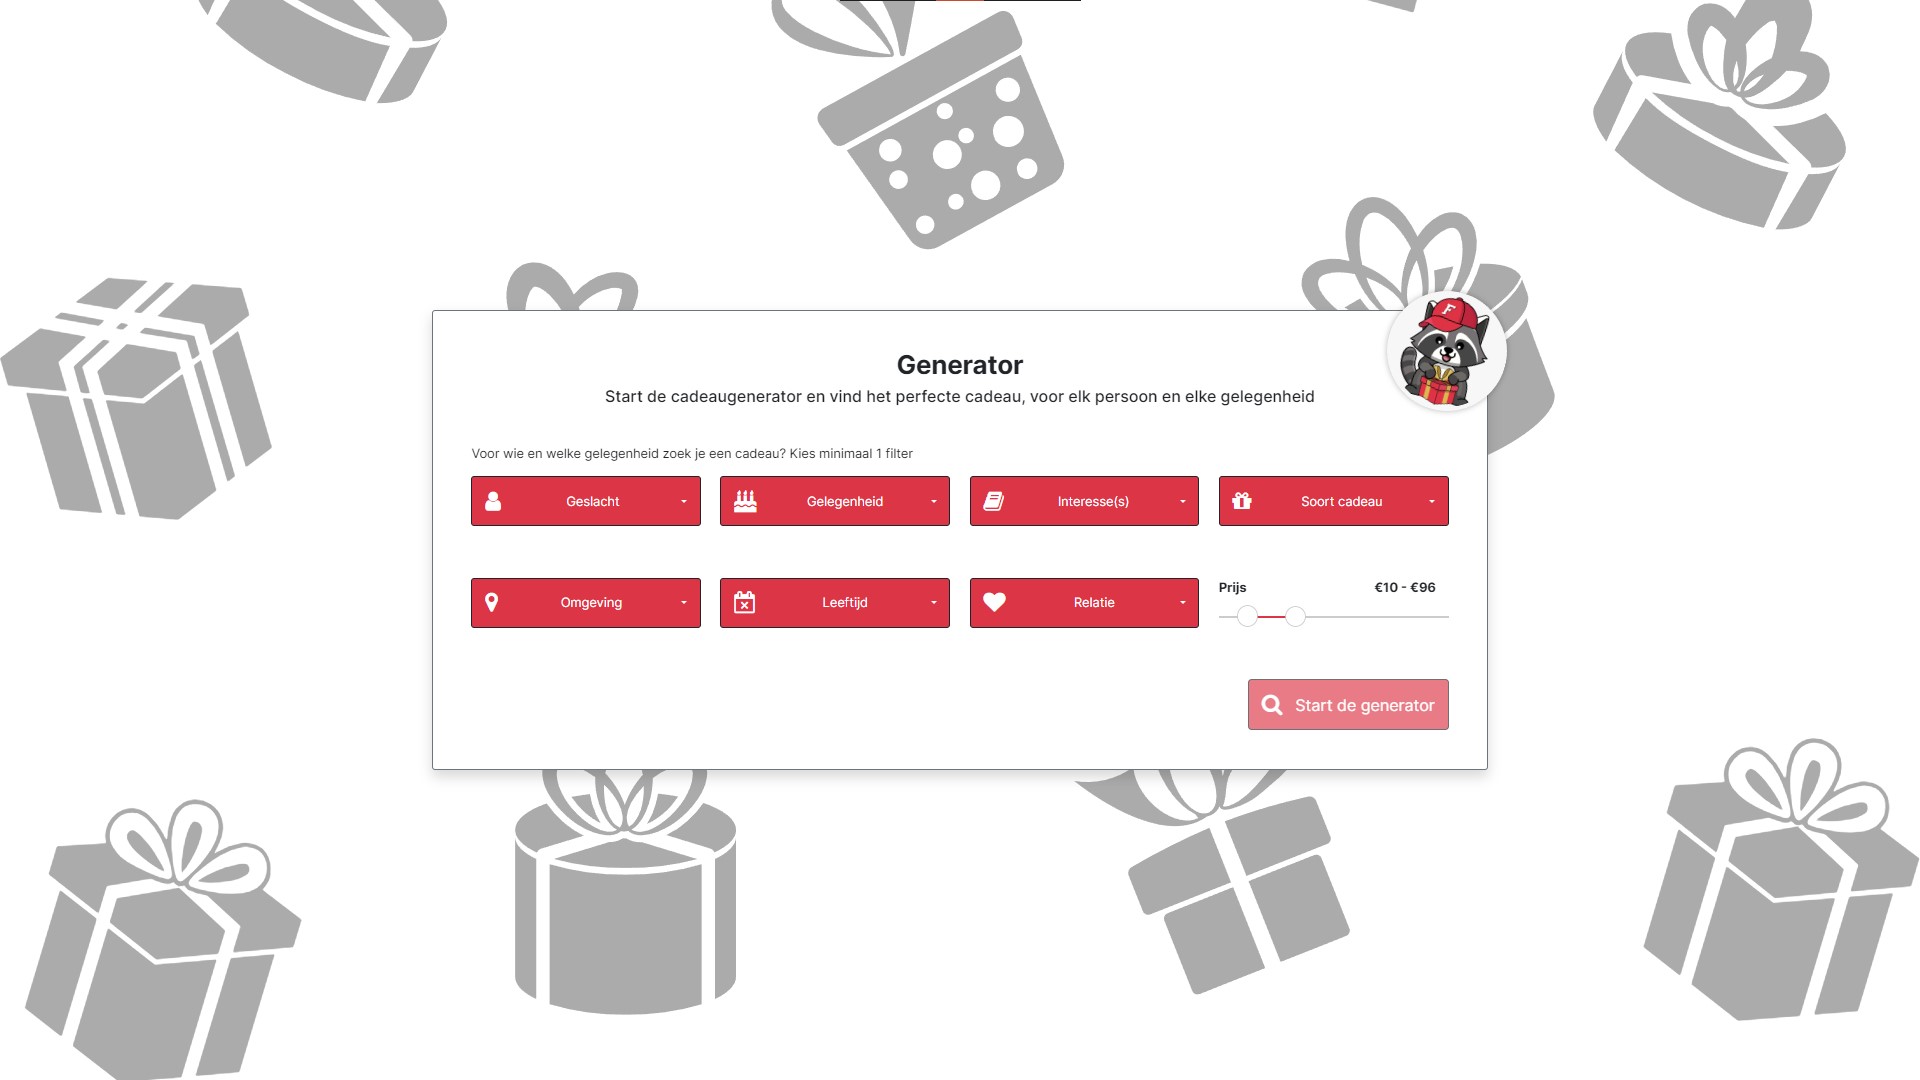 F
Generator
Start de cadeaugenerator en vind het perfecte cadeau, voor elk persoon en elke gelegenheid
Voor wie en welke gelegenheid zoek je een cadeau? Kies minimaal 1 filter
Geslacht
Gelegenheid
Interesse(s)
Soort cadeau
Omgeving
Leeftijd
Relatie
Prijs €10 - €96
Start de generator